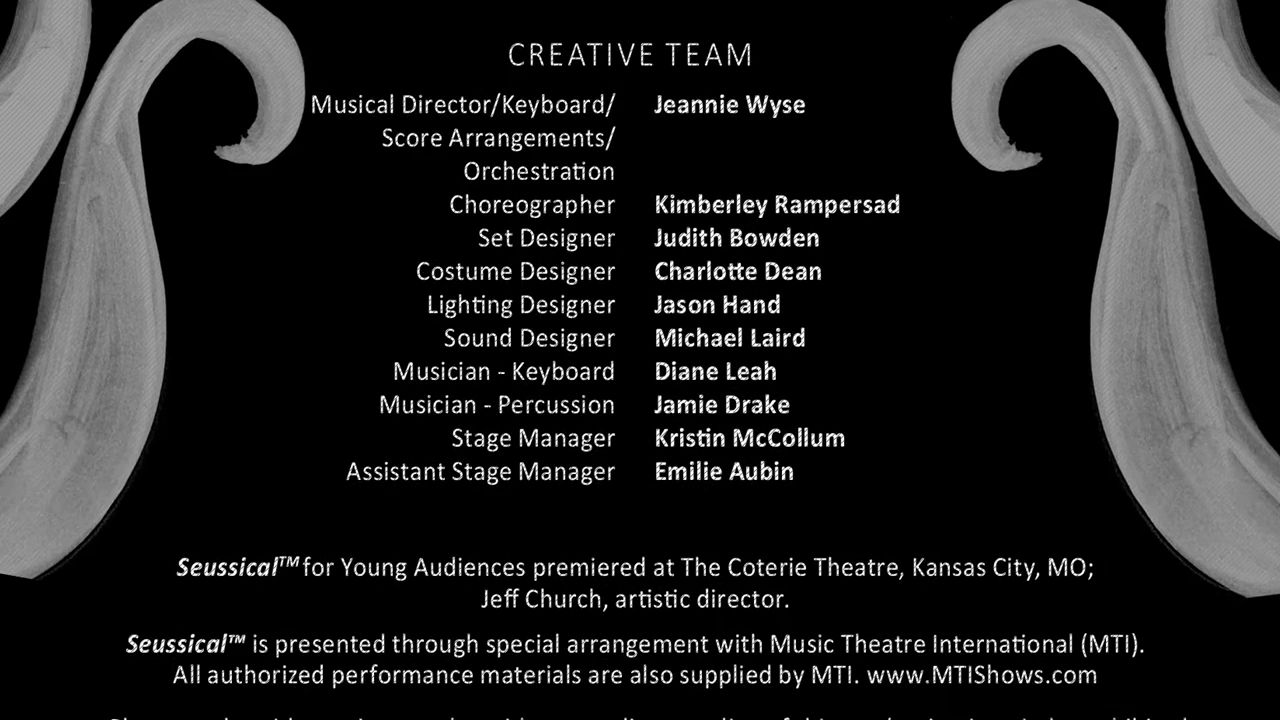 CREATIVE TEAM
Musical Director/Keyboard/ Jeannie Wyse
Score Arrangements/
Orchestration
Choreographer Kimberley Rampersad
Set Designer Judith Bowden
Costume Designer Charlotte Dean
Lighting Designer Jason Hand
Sound Designer Michael Laird
Musician - Keyboard Diane Leah
Musician - Percussion Jamie Drake
Stage Manager Kristin McCollum
Assistant Stage Manager Emilie Aubin
Seussical™ for Young Audiences premiered at The Coterie Theatre, Kansas City, MO;
Jeff Church, artistic director.
Seussical™ is presented through special arrangement with Music Theatre International (MTI).
All authorized performance materials are also supplied by MTI. www.MTIShows.com